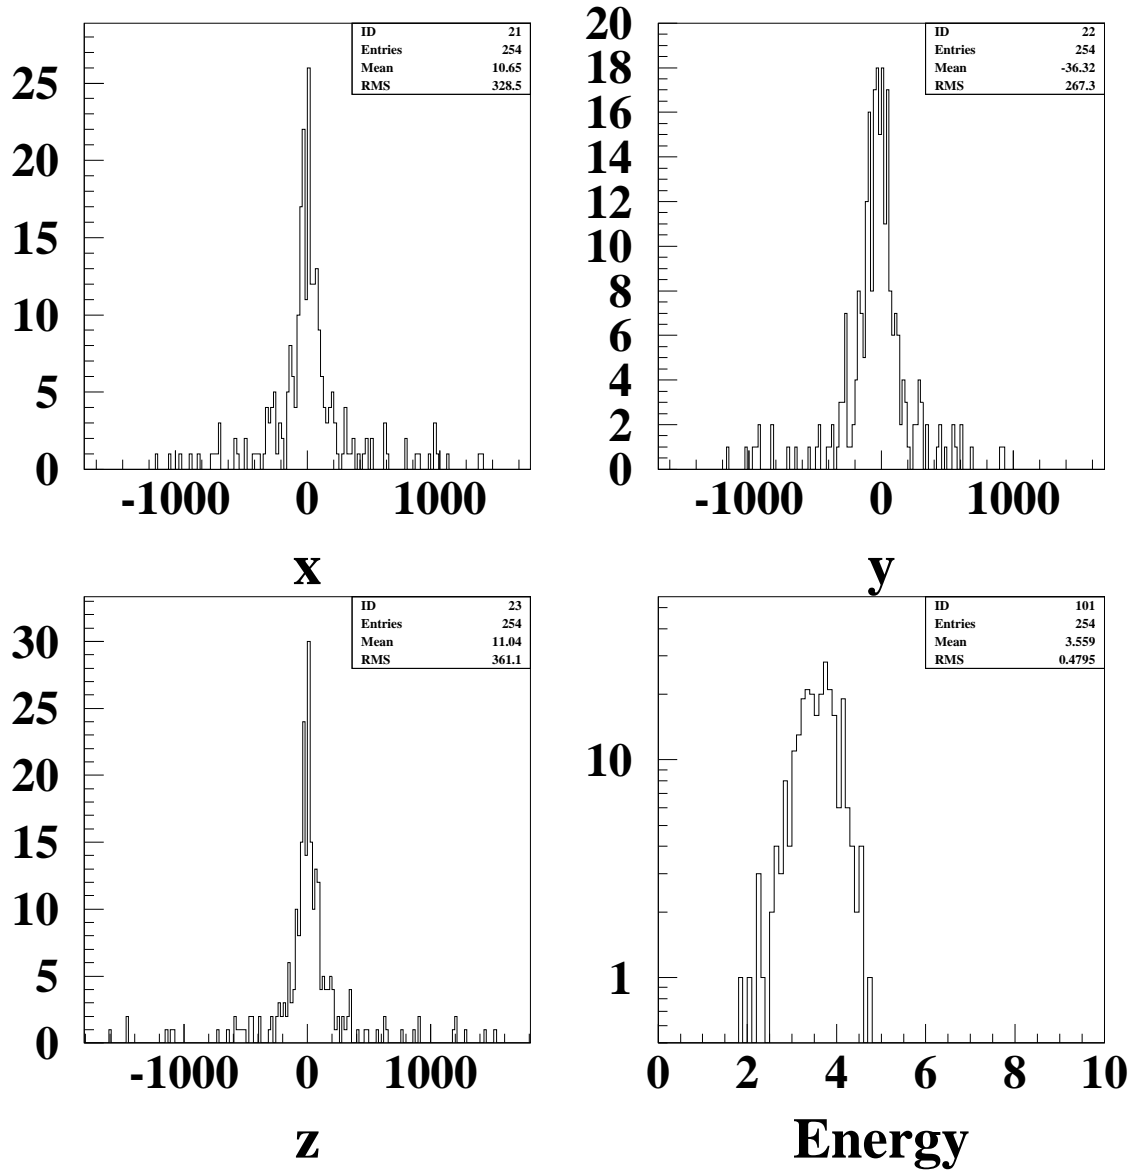 ID 21
Entries 254
Mean 10.65
RMS 328.5
25
20
15
10
5
0
-1000 0 1000
x
ID 22
Entries 254
Mean -36.32
RMS 267.3
20
18
16
14
12
10
8
6
4
2
0
-1000 0 1000
y
ID 23
Entries 254
Mean 11.04
RMS 361.1
30
25
20
15
10
5
0
-1000 0 1000
z
ID 101
Entries 254
Mean 3.559
RMS 0.4795
10
1
0 2 4 6 8 10
Energy